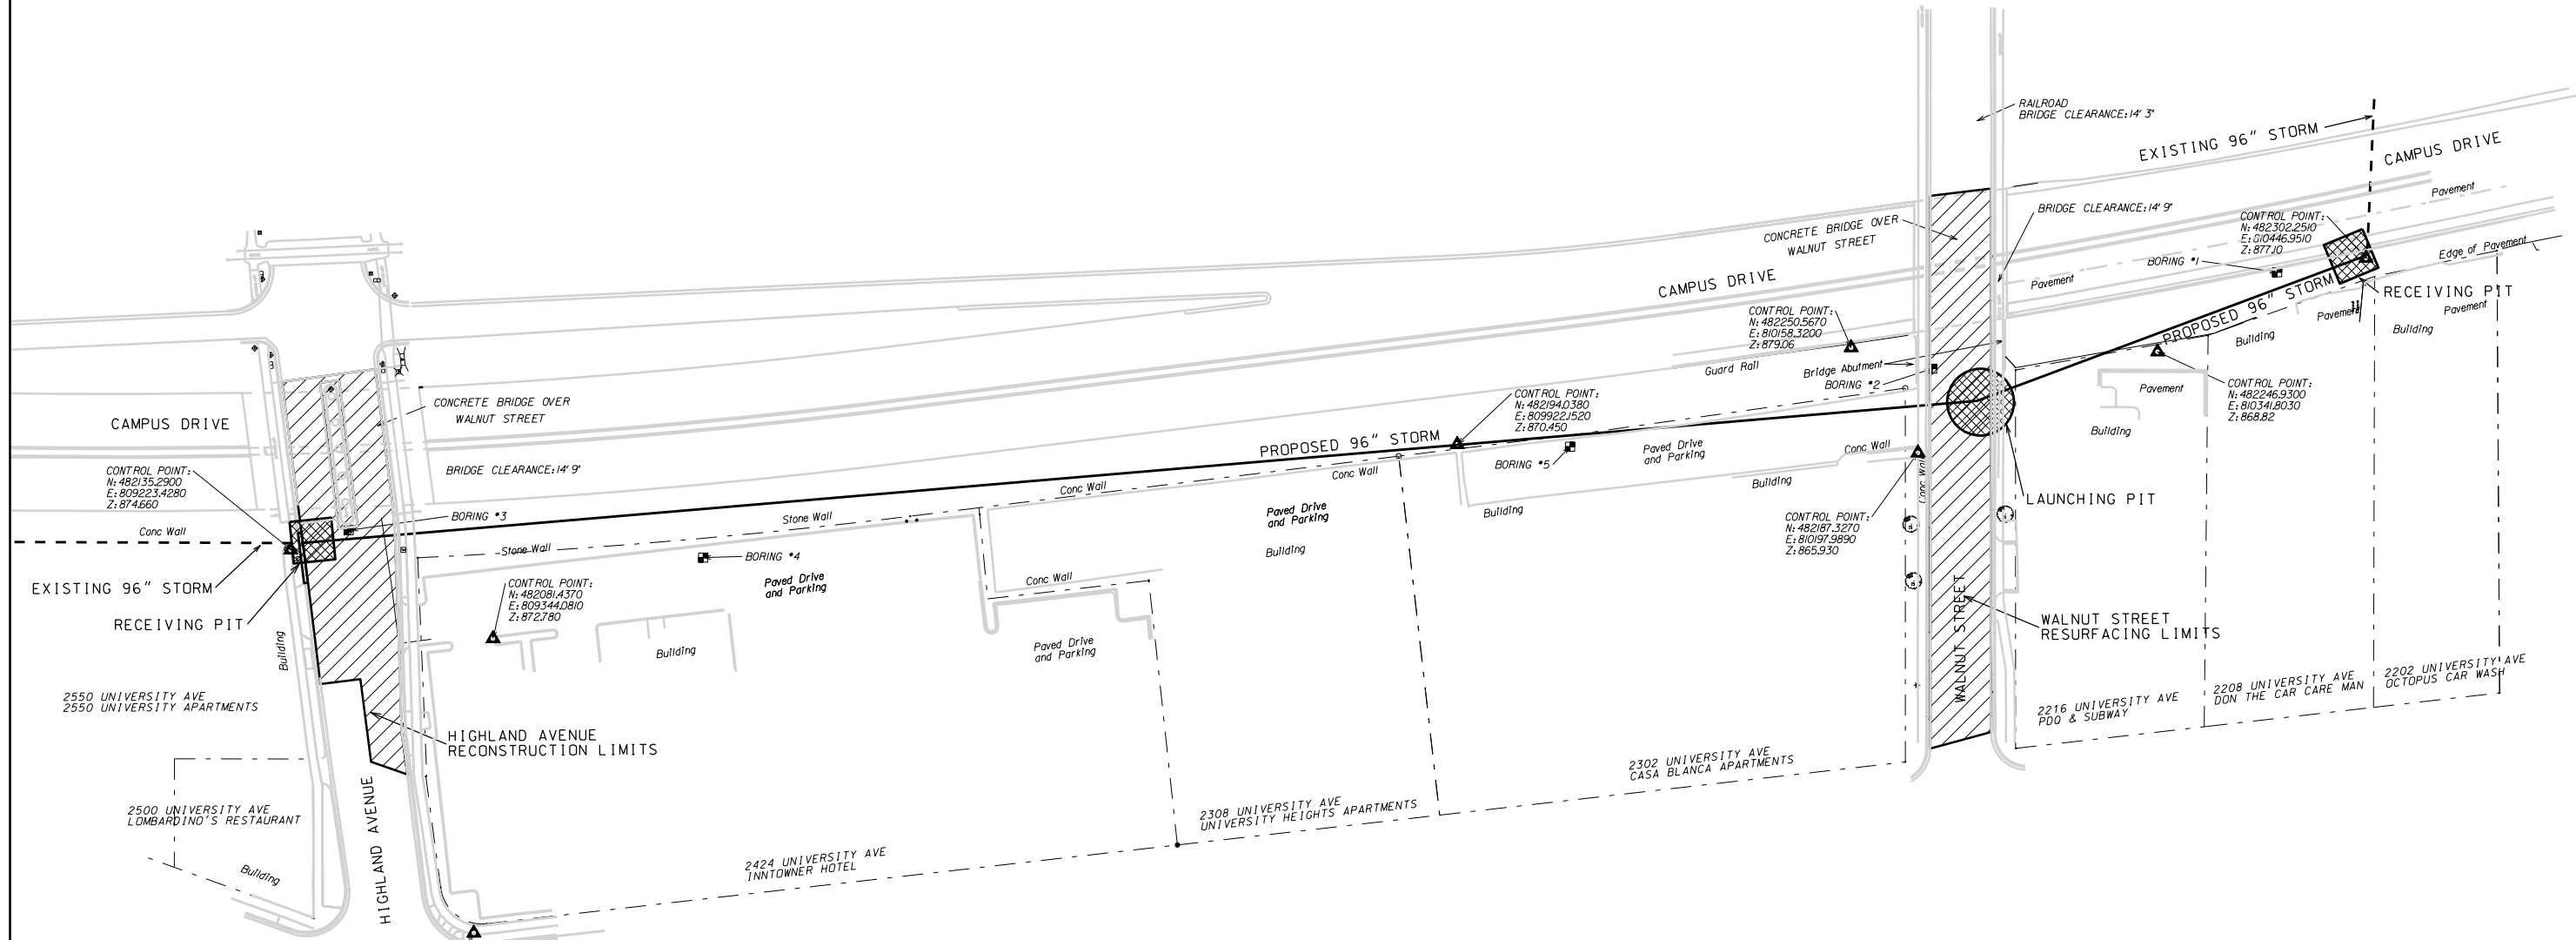 RAILROAD
BRIDGE CLEARANCE: 14' 3"
EXISTING 96" STORM
CAMPUS DRIVE
Pavement
BRIDGE CLEARANCE: 14' 9"
CONTROL POINT:
N: 482302.2510
E: 810446.9510
Z: 877.10
CONCRETE BRIDGE OVER
WALNUT STREET
Edge of Pavement
BORING #1
Pavement
CAMPUS DRIVE
RECEIVING PIT
PROPOSED 96" STORM
Pavement
Pavement
Building
Building
CONTROL POINT:
N: 482250.5670
E: 810158.3200
Z: 879.06
Guard Rail
Bridge Abutment
BORING #2
Pavement
CONTROL POINT:
N: 482246.9300
E: 810341.8030
Z: 868.82
Building
CONCRETE BRIDGE OVER
WALNUT STREET
CAMPUS DRIVE
BRIDGE CLEARANCE: 14' 9"
CONTROL POINT:
N: 482194.0380
E: 809922.1520
Z: 870.450
PROPOSED 96" STORM
Conc Wall
BORING #5
Paved Drive
and Parking
Conc Wall
Building
Building
Conc Wall
LAUNCHING PIT
CONTROL POINT:
N: 482135.2900
E: 809223.4280
Z: 874.660
Conc Wall
BORING #3
Stone Wall
Conc Wall
Paved Drive
and Parking
Building
CONTROL POINT:
N: 482187.3270
E: 810197.9890
Z: 865.930
Stone Wall
BORING #4
Paved Drive
and Parking
Conc Wall
EXISTING 96" STORM
RECEIVING PIT
CONTROL POINT:
N: 482081.4370
E: 809344.0810
Z: 872.780
Building
Building
Paved Drive
and Parking
WALNUT STREET
WALNUT STREET
RESURFACING LIMITS
2550 UNIVERSITY AVE
2550 UNIVERSITY APARTMENTS
HIGHLAND AVENUE
RECONSTRUCTION LIMITS
2202 UNIVERSITY AVE
OCTOPUS CAR WASH
2208 UNIVERSITY AVE
DON THE CAR CARE MAN
2216 UNIVERSITY AVE
PDQ & SUBWAY
2302 UNIVERSITY AVE
CASA BLANCA APARTMENTS
2308 UNIVERSITY AVE
UNIVERSITY HEIGHTS APARTMENTS
2424 UNIVERSITY AVE
INNTOWNER HOTEL
2500 UNIVERSITY AVE
LOMBARDINO'S RESTAURANT
Building
HIGHLAND AVENUE